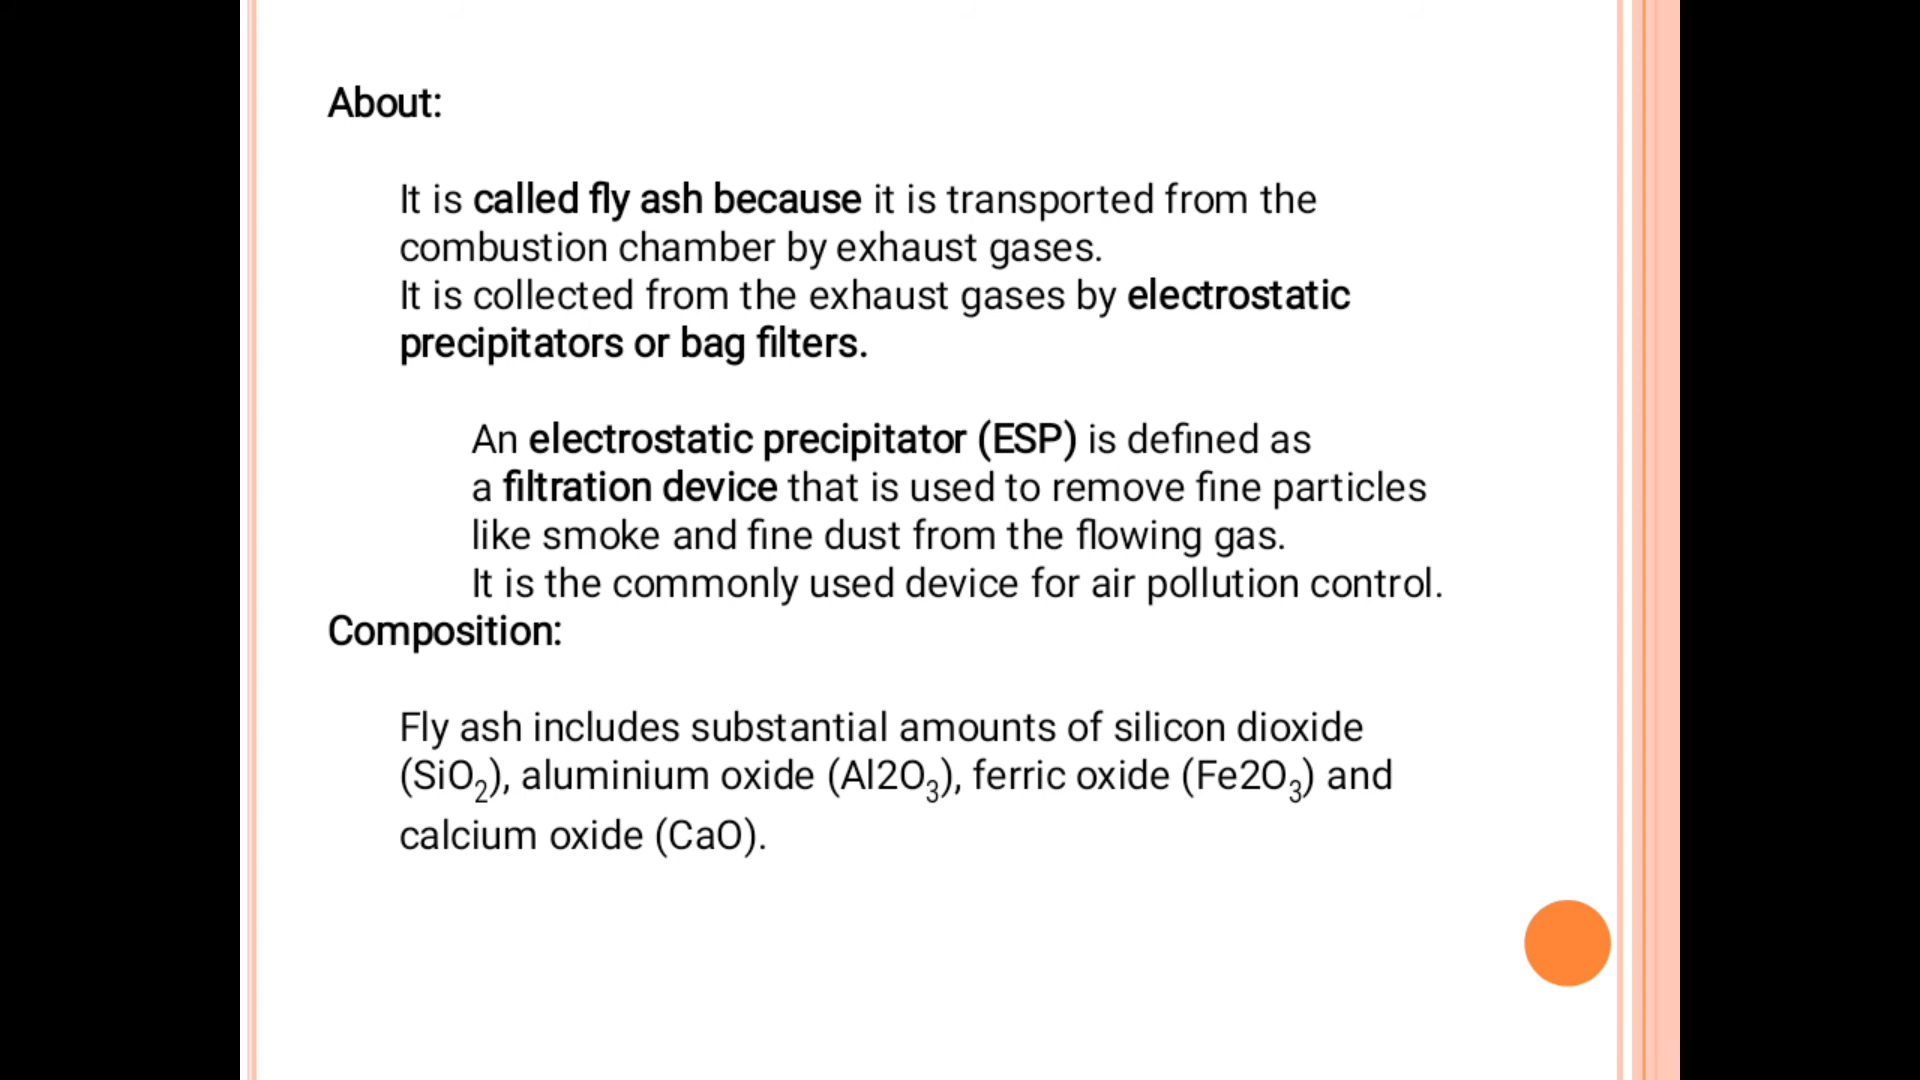 About:
It is called fly ash because it is transported from the
combustion chamber by exhaust gases.
It is collected from the exhaust gases by electrostatic
precipitators or bag filters.
An electrostatic precipitator (ESP) is defined as
a filtration device that is used to remove fine particles
like smoke and fine dust from the flowing gas.
It is the commonly used device for air pollution control.
Composition:
Fly ash includes substantial amounts of silicon dioxide
(SiO₂), aluminium oxide (Al2O₃), ferric oxide (Fe2O₃) and
calcium oxide (CaO).